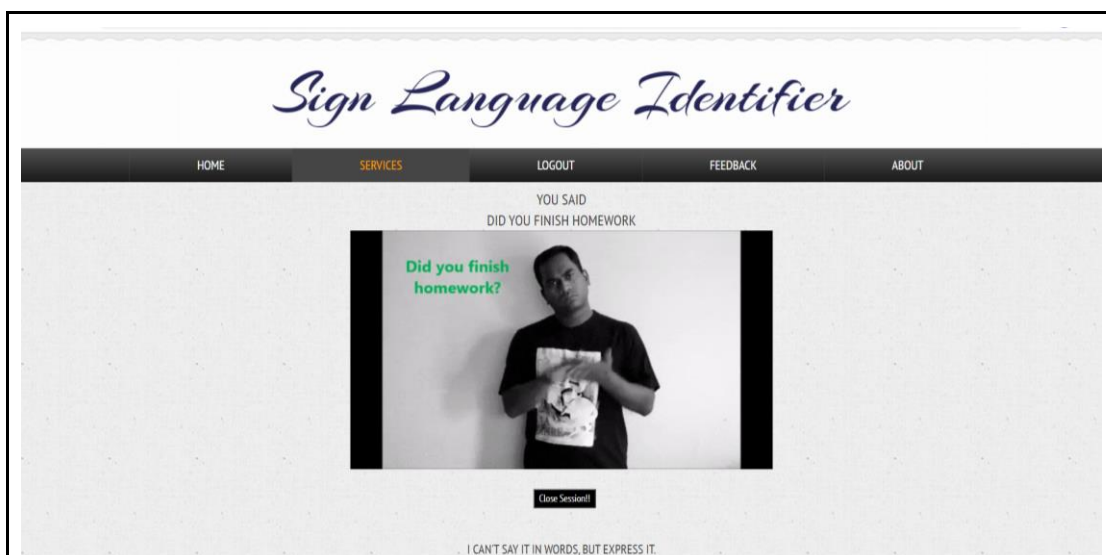 Sign Language Identifier
HOME SERVICES LOGOUT FEEDBACK ABOUT
YOU SAID
DID YOU FINISH HOMEWORK
Did you finish
homework?
Close Session!!
I CAN'T SAY IT IN WORDS, BUT EXPRESS IT.